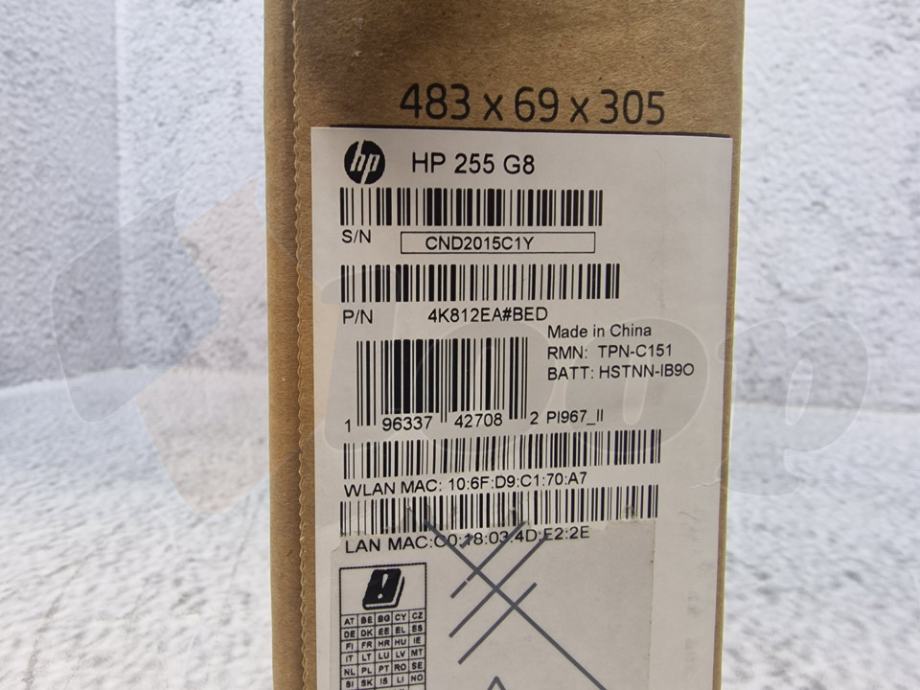 483 x 69 x 305
hp HP 255 G8
S/N CND2015C1Y
P/N 4K812EA#BED
Made in China
RMN: TPN-C151
BATT: HSTNN-IB9O
1 96337 42708 2 PI967_II
WLAN MAC: 10:6F:D9:C1:70:A7
LAN MAC:C0:18:03:4D:E2:2E
AT BE BG CY CZ
DE DK EE EL ES
FI FR HR HU IE
IT LT LU LV MT
NL PL PT RO SE
SI SK IS LI NO